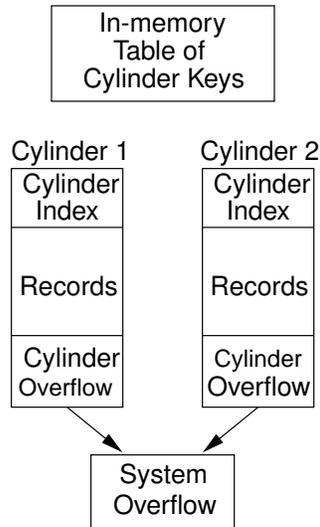 In-memory
Table of
Cylinder Keys
Cylinder 1
Cylinder
Index
Records
Cylinder
Overflow
Cylinder 2
Cylinder
Index
Records
Cylinder
Overflow
System
Overflow